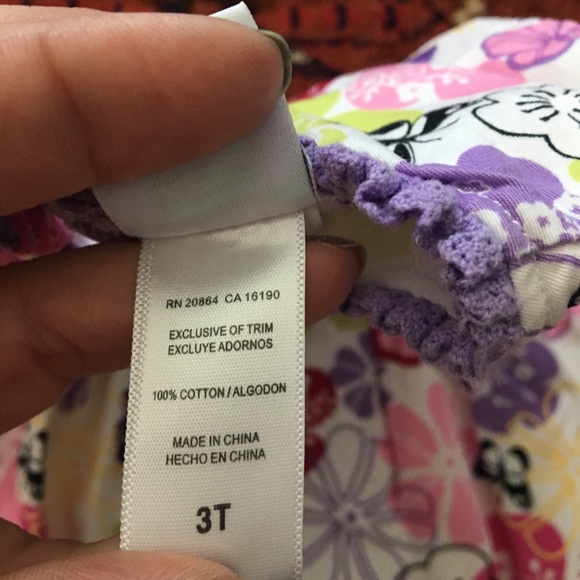 RN 20864 CA 16190
EXCLUSIVE OF TRIM
EXCLUYE ADORNOS
100% COTTON/ALGODON
MADE IN CHINA
HECHO EN CHINA
3T